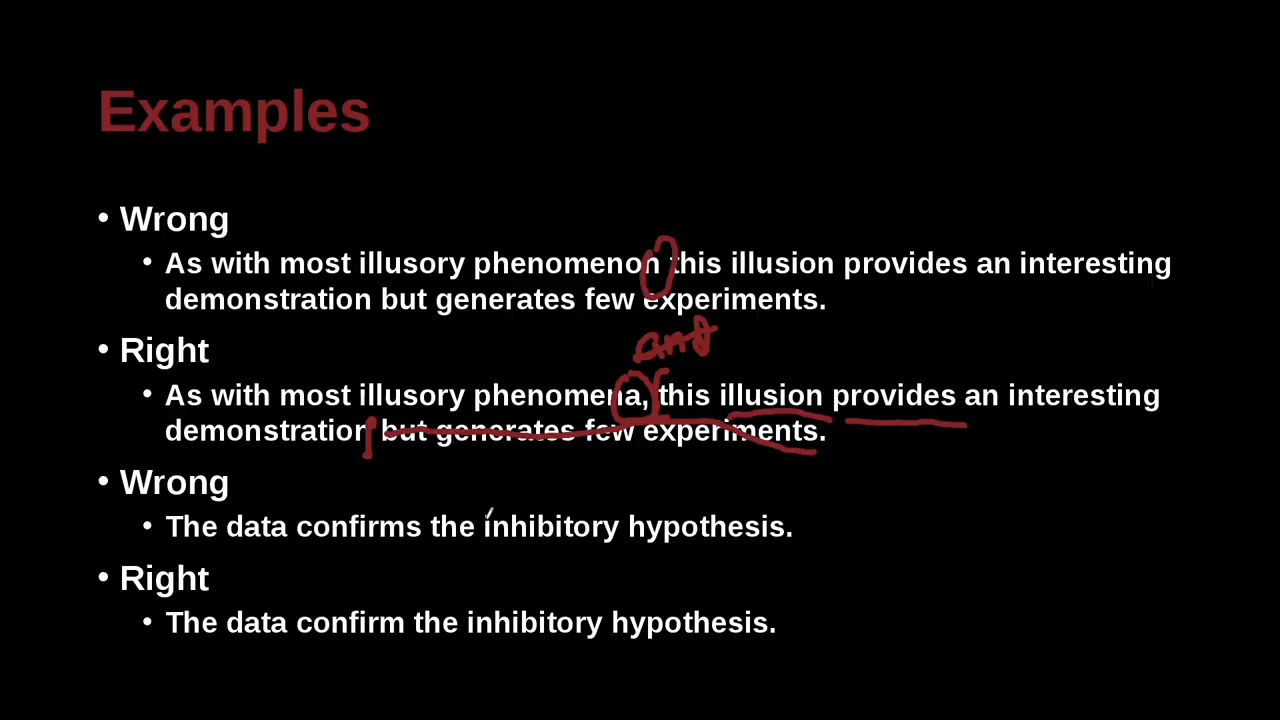 Examples
• Wrong
• As with most illusory phenomenon this illusion provides an interesting
demonstration but generates few experiments.
and
• Right
• As with most illusory phenomena, this illusion provides an interesting
demonstration but generates few experiments.
• Wrong
• The data confirms the inhibitory hypothesis.
• Right
• The data confirm the inhibitory hypothesis.